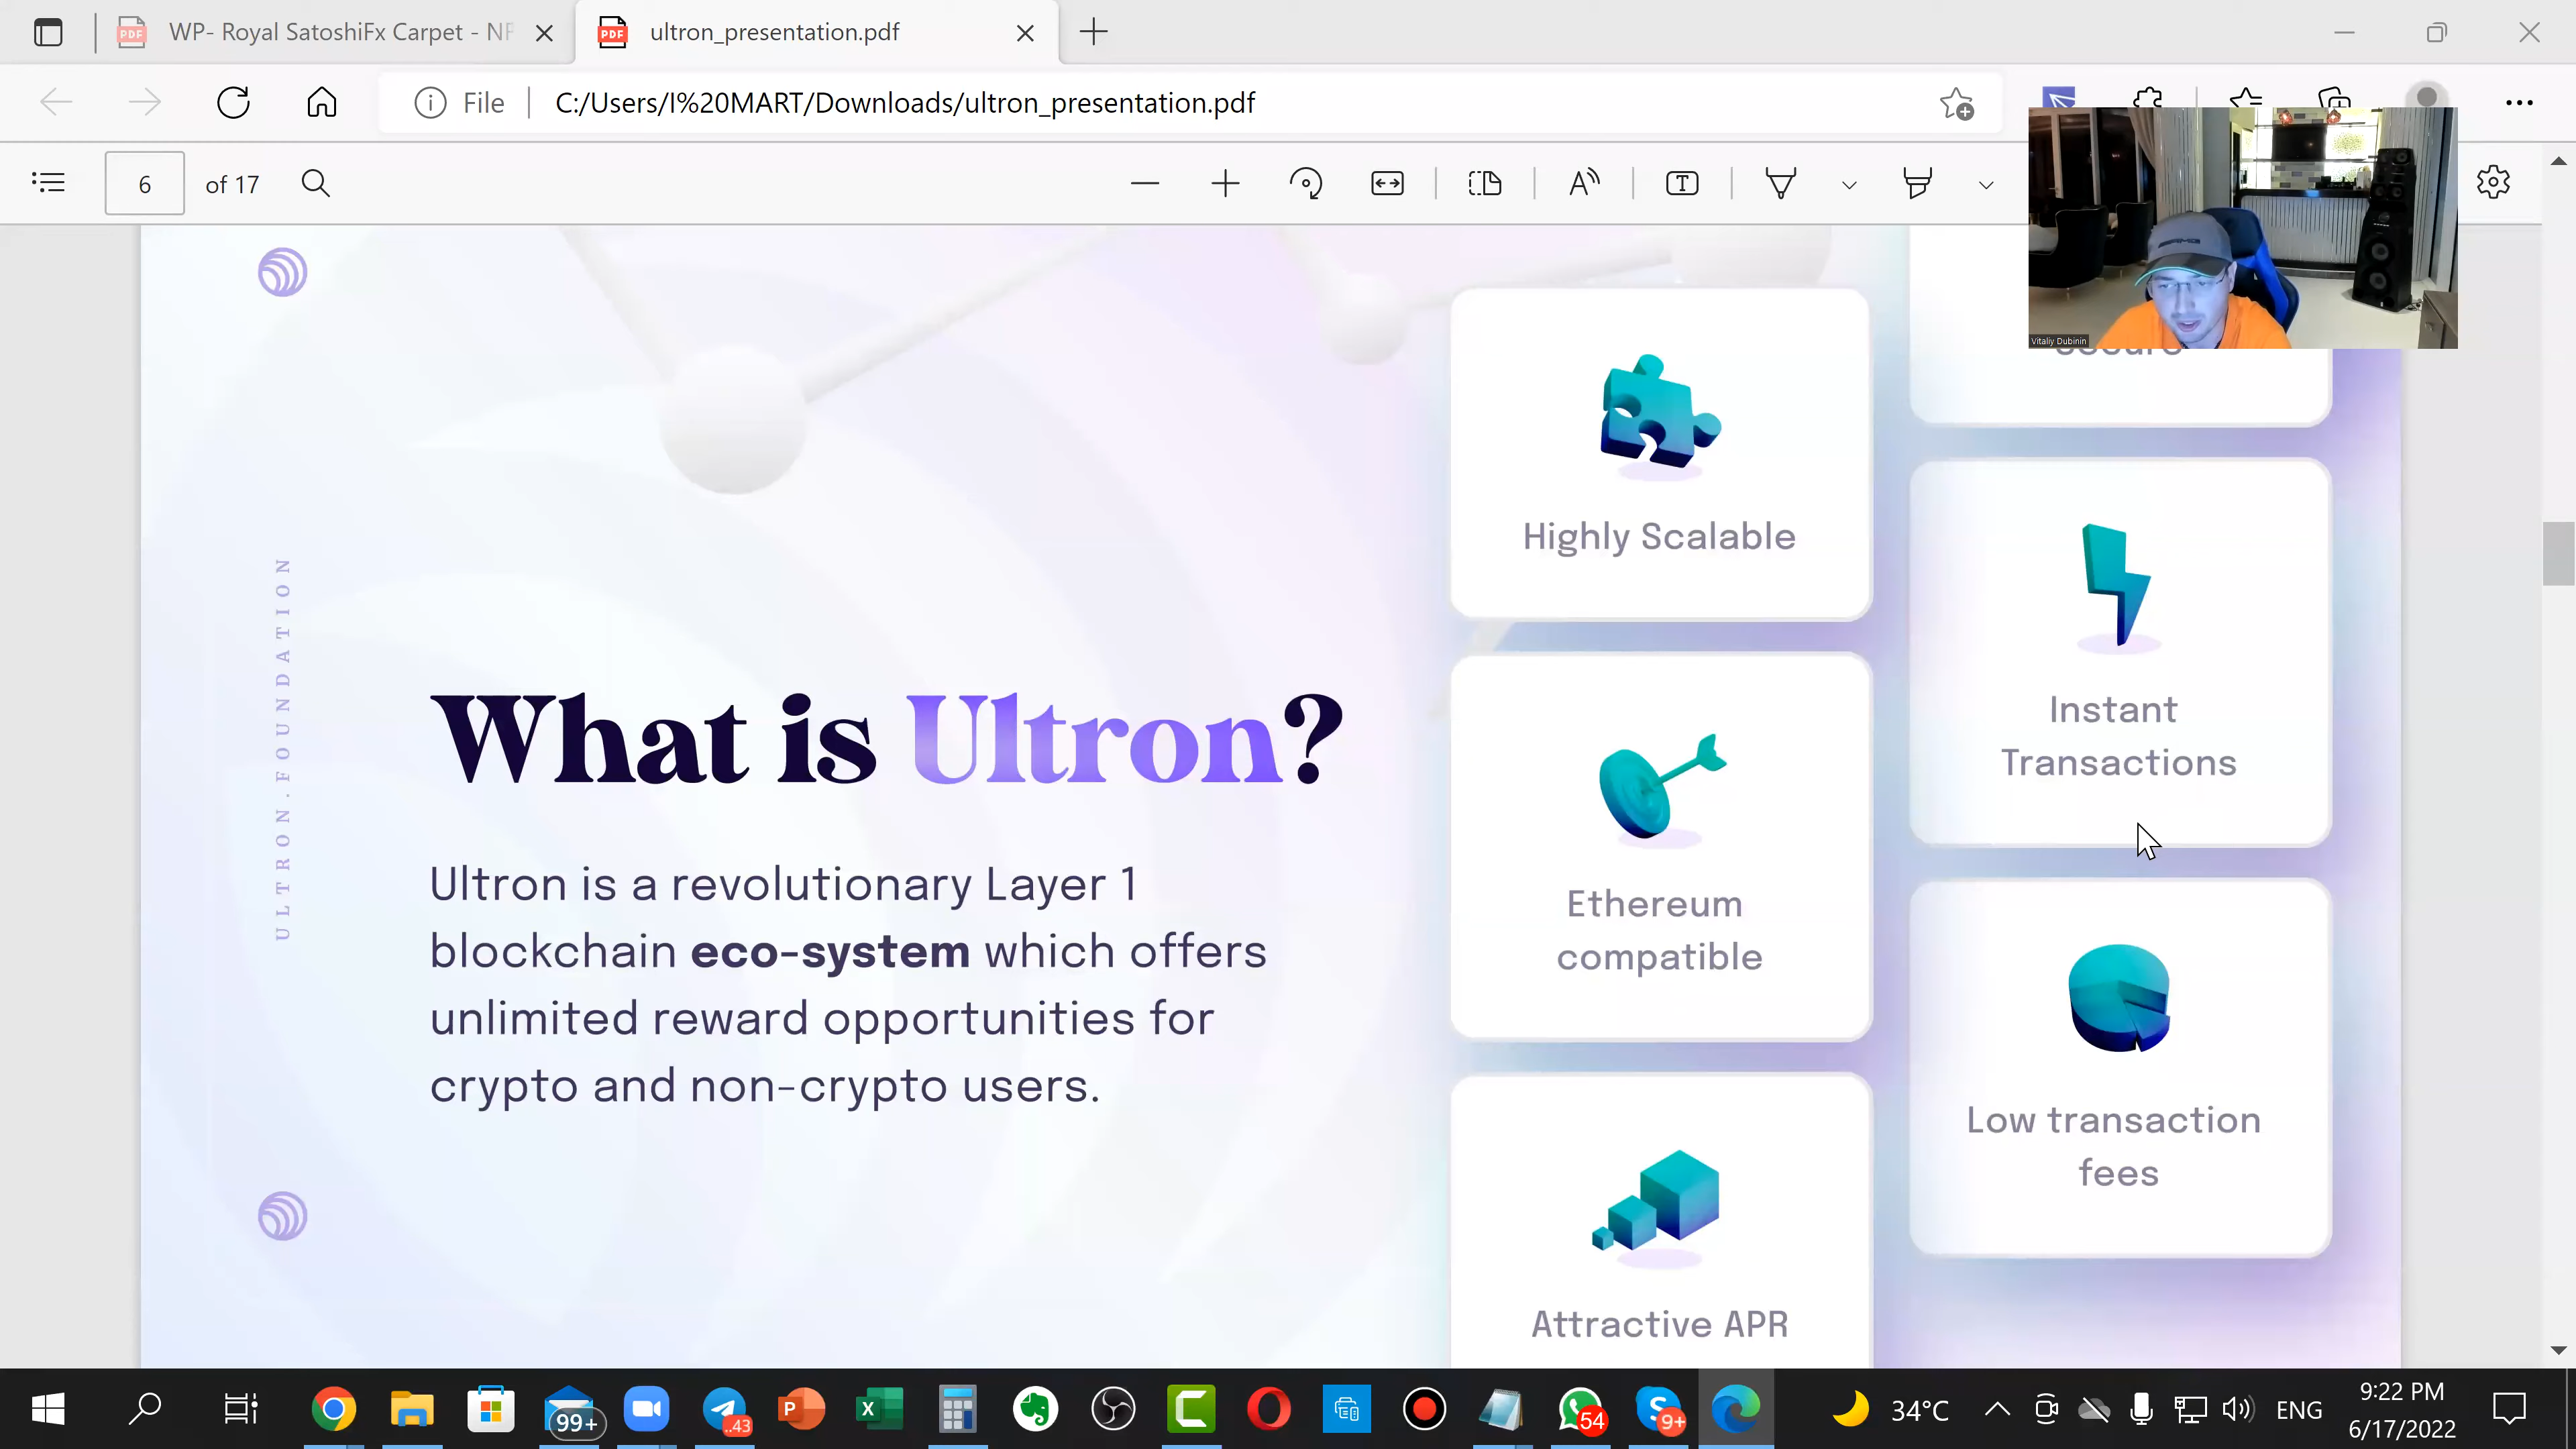 WP- Royal SatoshiFx Carpet - NF
ultron_presentation.pdf
File
C:/Users/I%20MART/Downloads/ultron_presentation.pdf
6
of 17
Vitaliy Dubinin
secure
Highly Scalable
Instant
Transactions
ULTRON.FOUNDATION
What is Ultron?
Ethereum
compatible
Ultron is a revolutionary Layer 1
blockchain eco-system which offers
unlimited reward opportunities for
crypto and non-crypto users.
Low transaction
fees
Attractive APR
99+
..43
54
9+
34°C
ENG
9:22 PM
6/17/2022